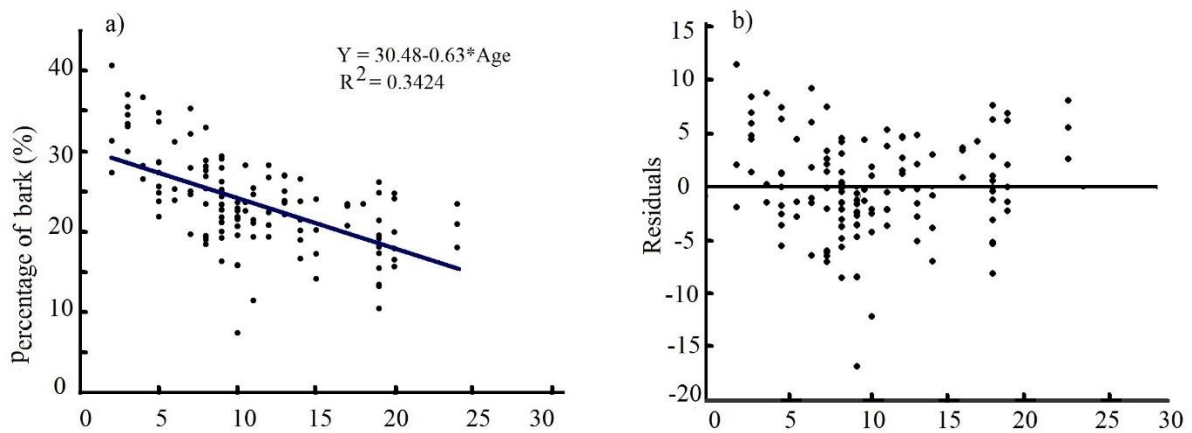 a)
Y = 30.48-0.63*Age
R2 = 0.3424
percentage of bark (%)
40
30
20
10
0
0 5 10 15 20 25 30
b)
Residuals
15
10
5
0
-5
-10
-15
-20
0 5 10 15 20 25 30